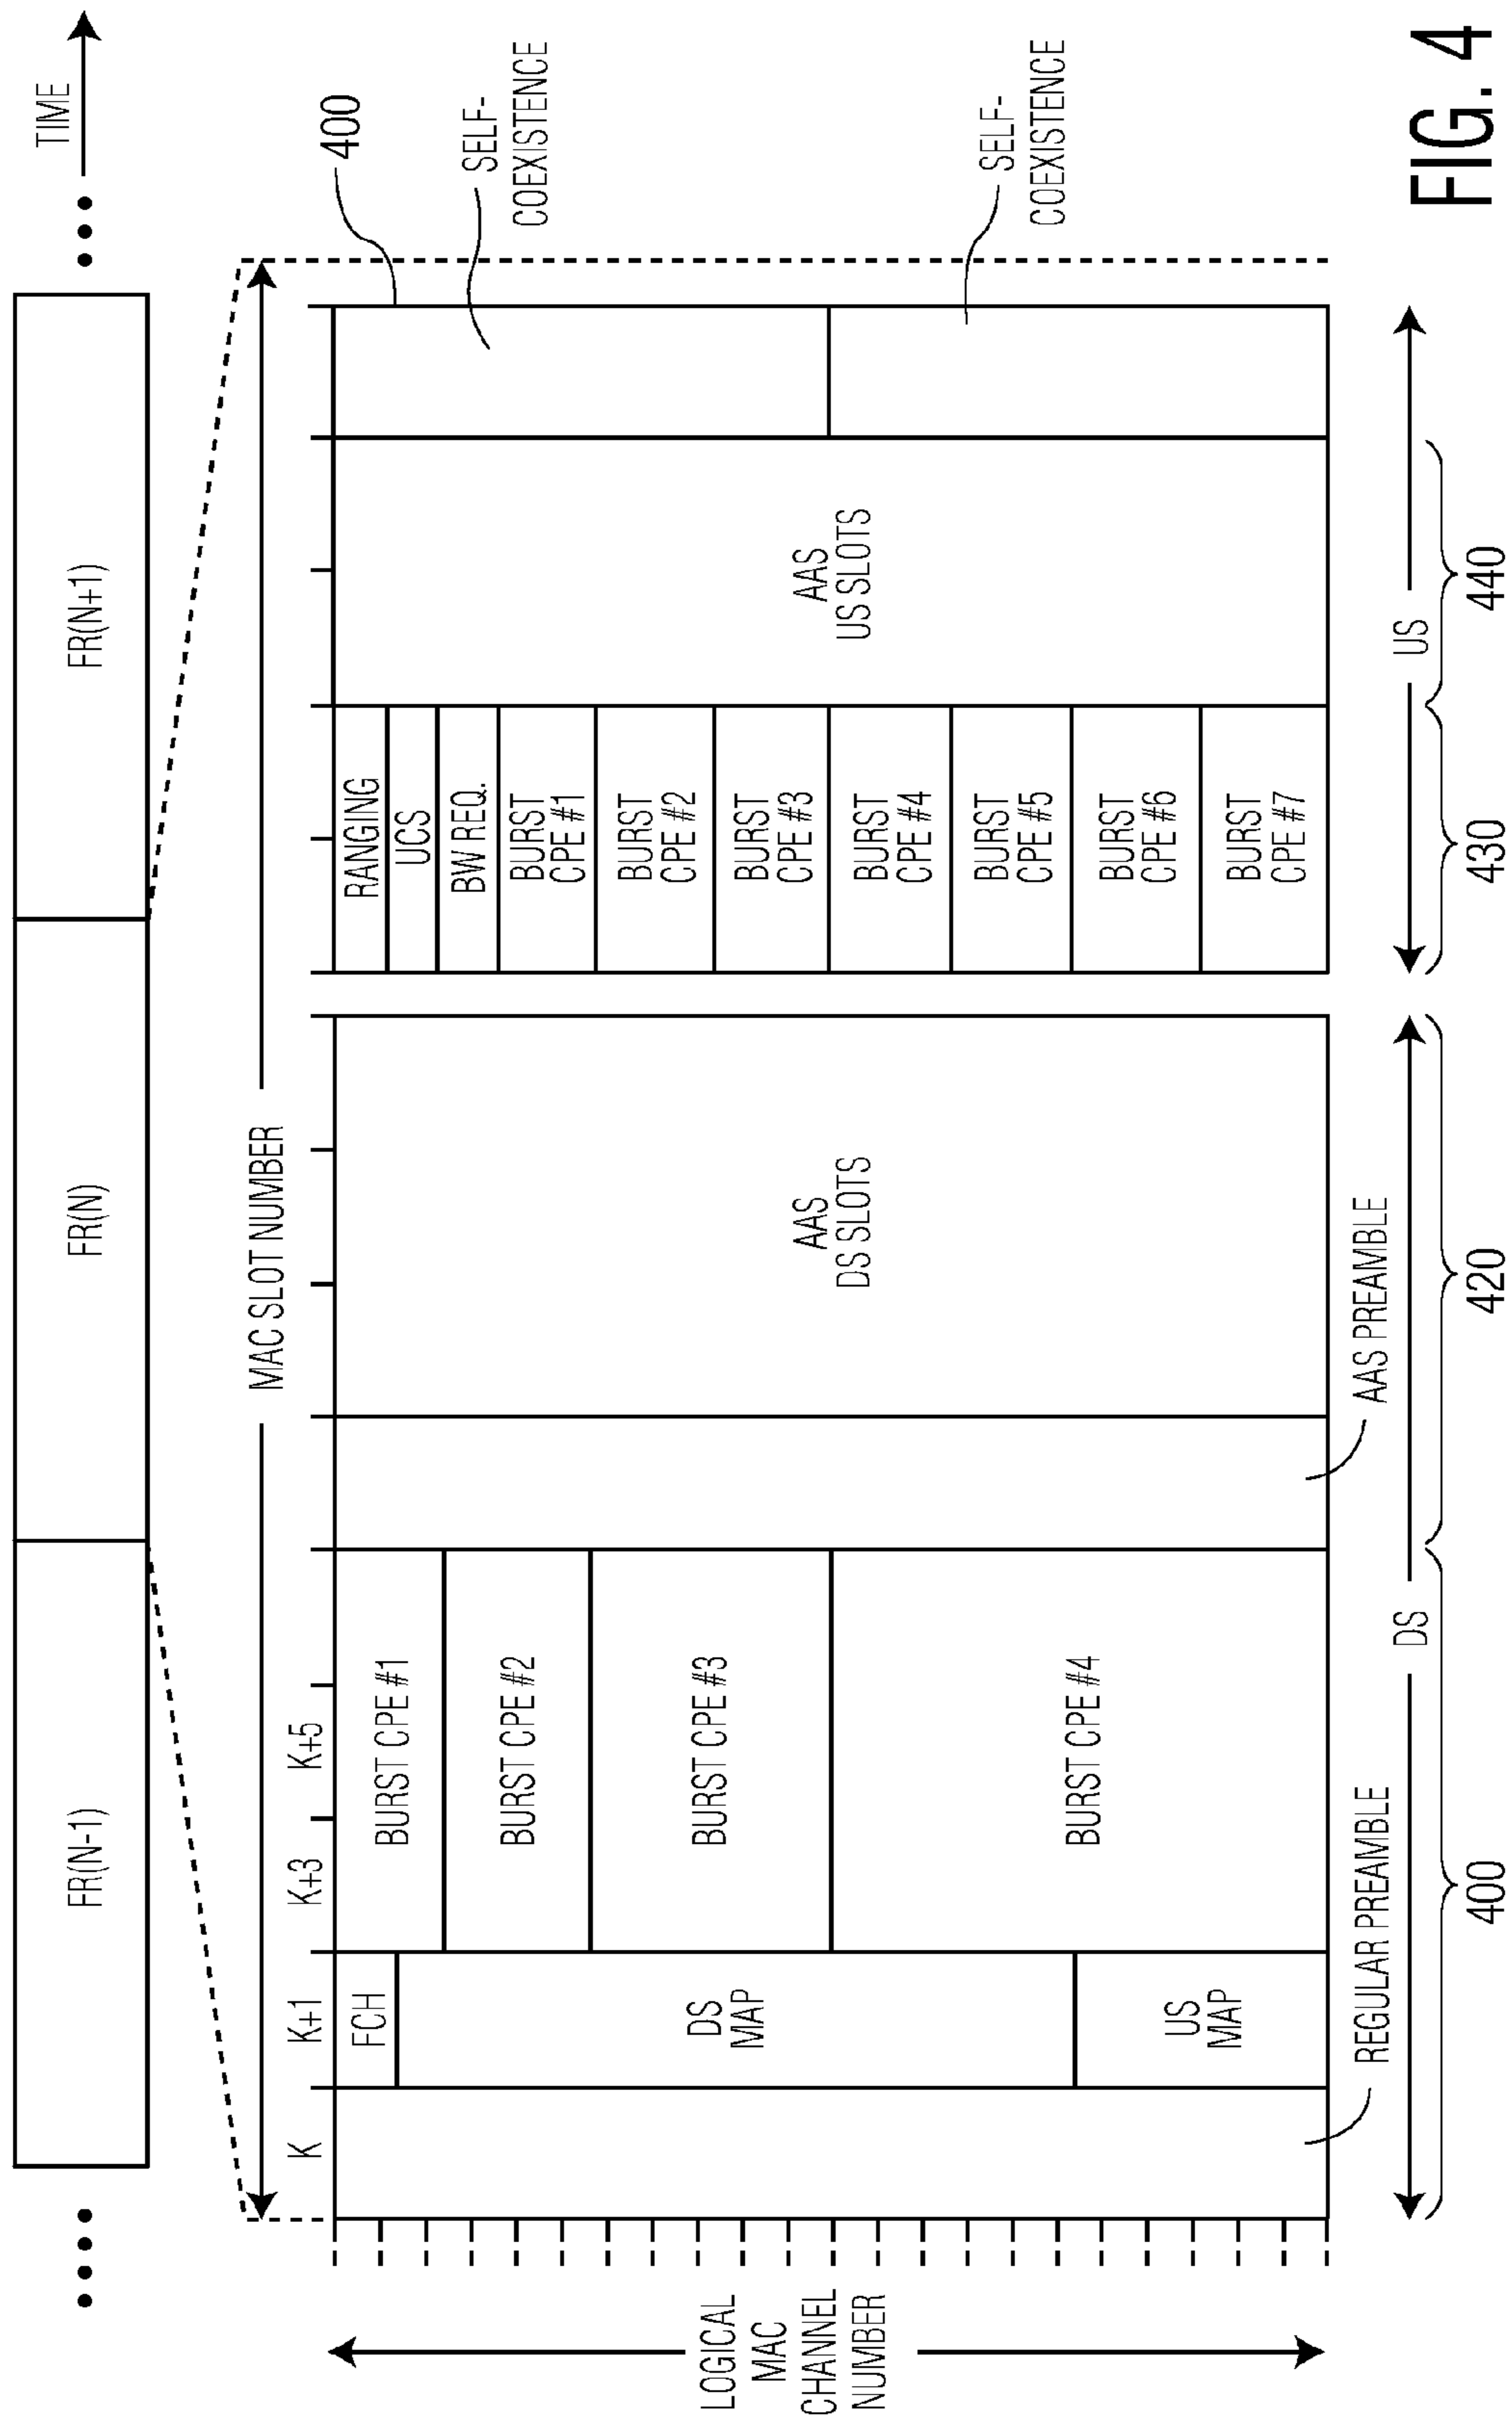 TIME
FR(N-1)
FR(N)
FR(N+1)
MAC SLOT NUMBER
400
K
K+1
K+3
K+5
SELF-
COEXISTENCE
SELF-
COEXISTENCE
LOGICAL
MAC
CHANNEL
NUMBER
FCH
DS
MAP
US
MAP
BURST CPE #1
BURST CPE #2
BURST CPE #3
BURST CPE #4
AAS
DS SLOTS
RANGING
UCS
BW REQ.
BURST
CPE #1
BURST
CPE #2
BURST
CPE #3
BURST
CPE #4
BURST
CPE #5
BURST
CPE #6
BURST
CPE #7
AAS
US SLOTS
REGULAR PREAMBLE
AAS PREAMBLE
DS
US
400
420
430
440
FIG. 4